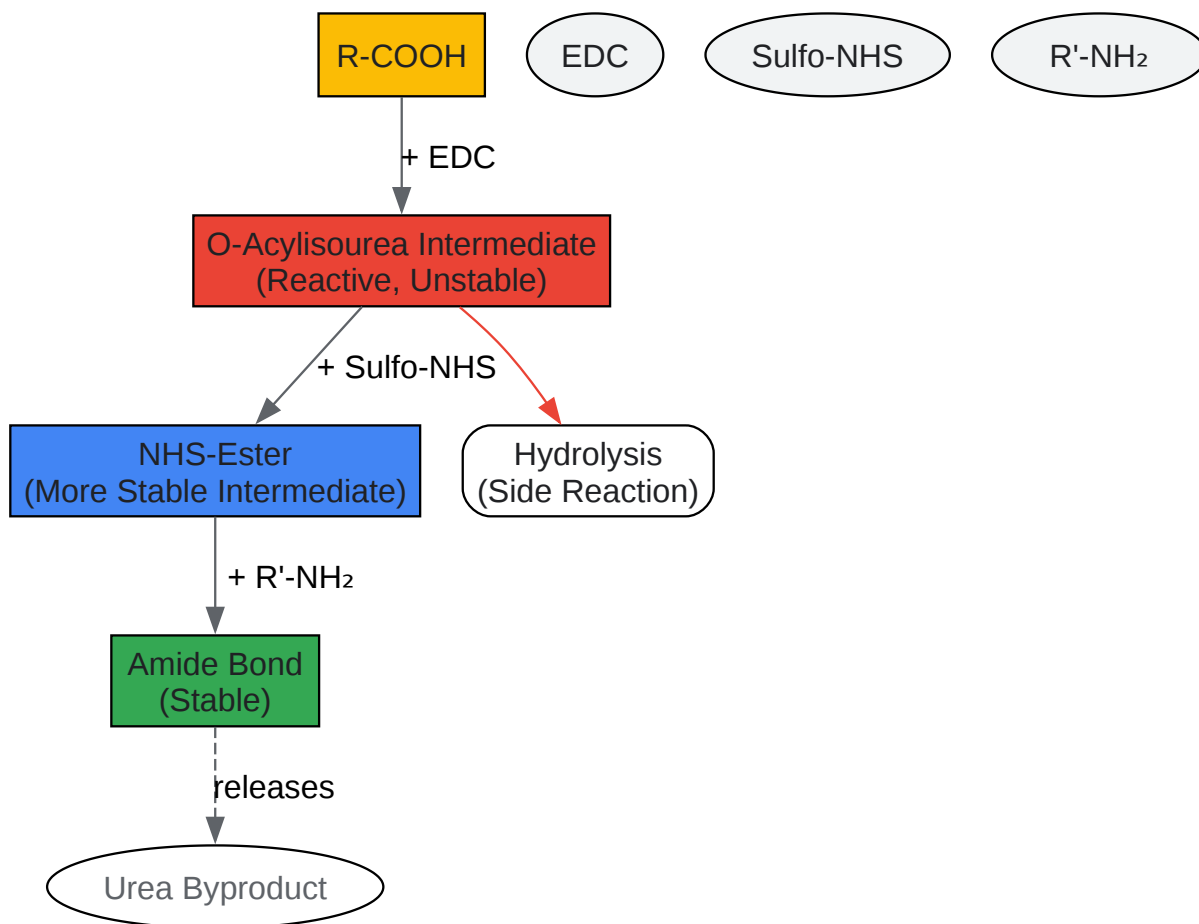 R-COOH
EDC
Sulfo-NHS
R'-NH₂
+ EDC
O-Acylisourea Intermediate
(Reactive, Unstable)
+ Sulfo-NHS
NHS-Ester
(More Stable Intermediate)
Hydrolysis
(Side Reaction)
+ R'-NH₂
Amide Bond
(Stable)
releases
Urea Byproduct